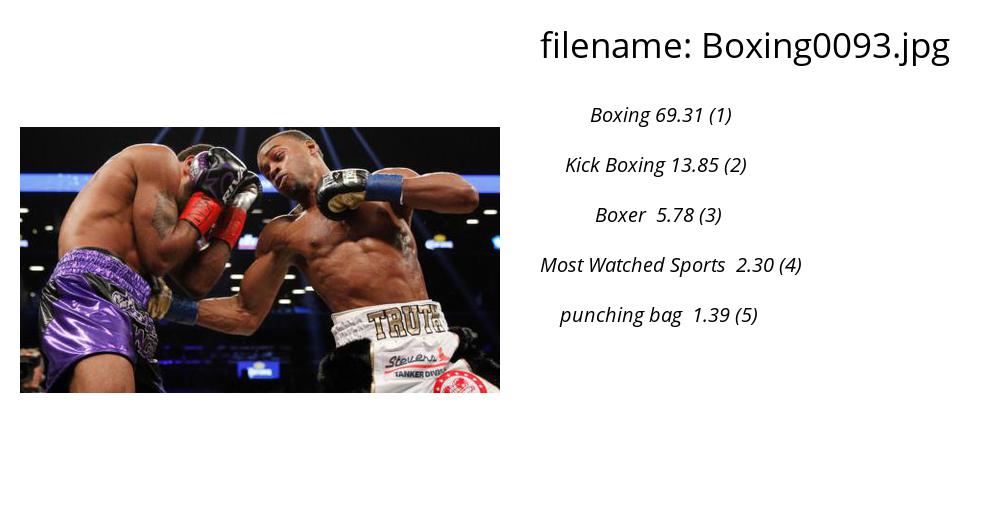 filename: Boxing0093.jpg
Boxing 69.31 (1)
Kick Boxing 13.85 (2)
Boxer 5.78 (3)
Most Watched Sports 2.30 (4)
punching bag 1.39 (5)
TRUTH
Stevens
TANKER DIVISION